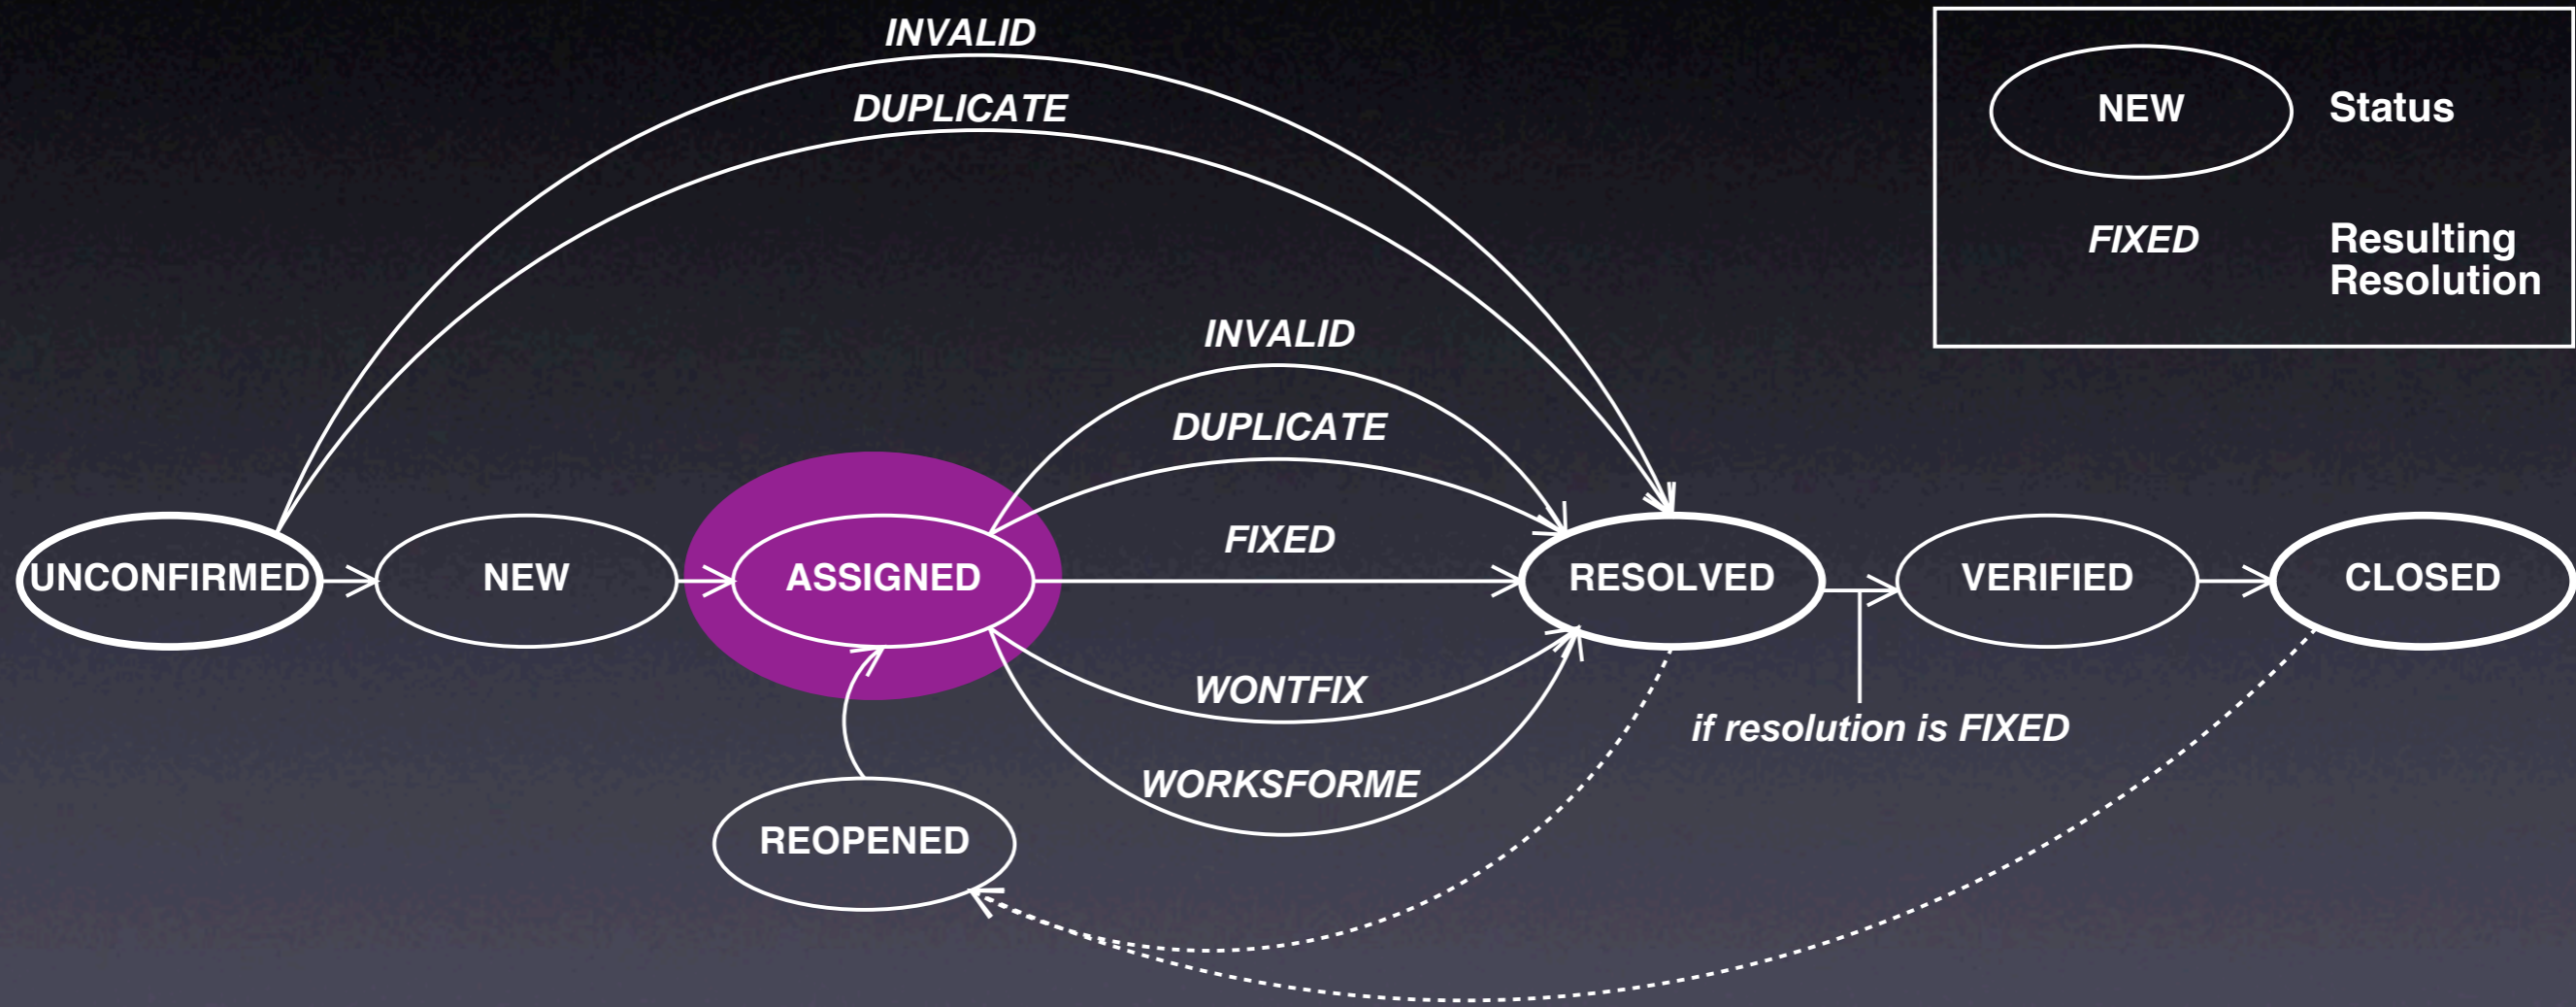 INVALID
DUPLICATE
NEW Status
FIXED Resulting
Resolution
INVALID
DUPLICATE
FIXED
UNCONFIRMED NEW ASSIGNED RESOLVED VERIFIED CLOSED
WONTFIX
if resolution is FIXED
WORKSFORME
REOPENED